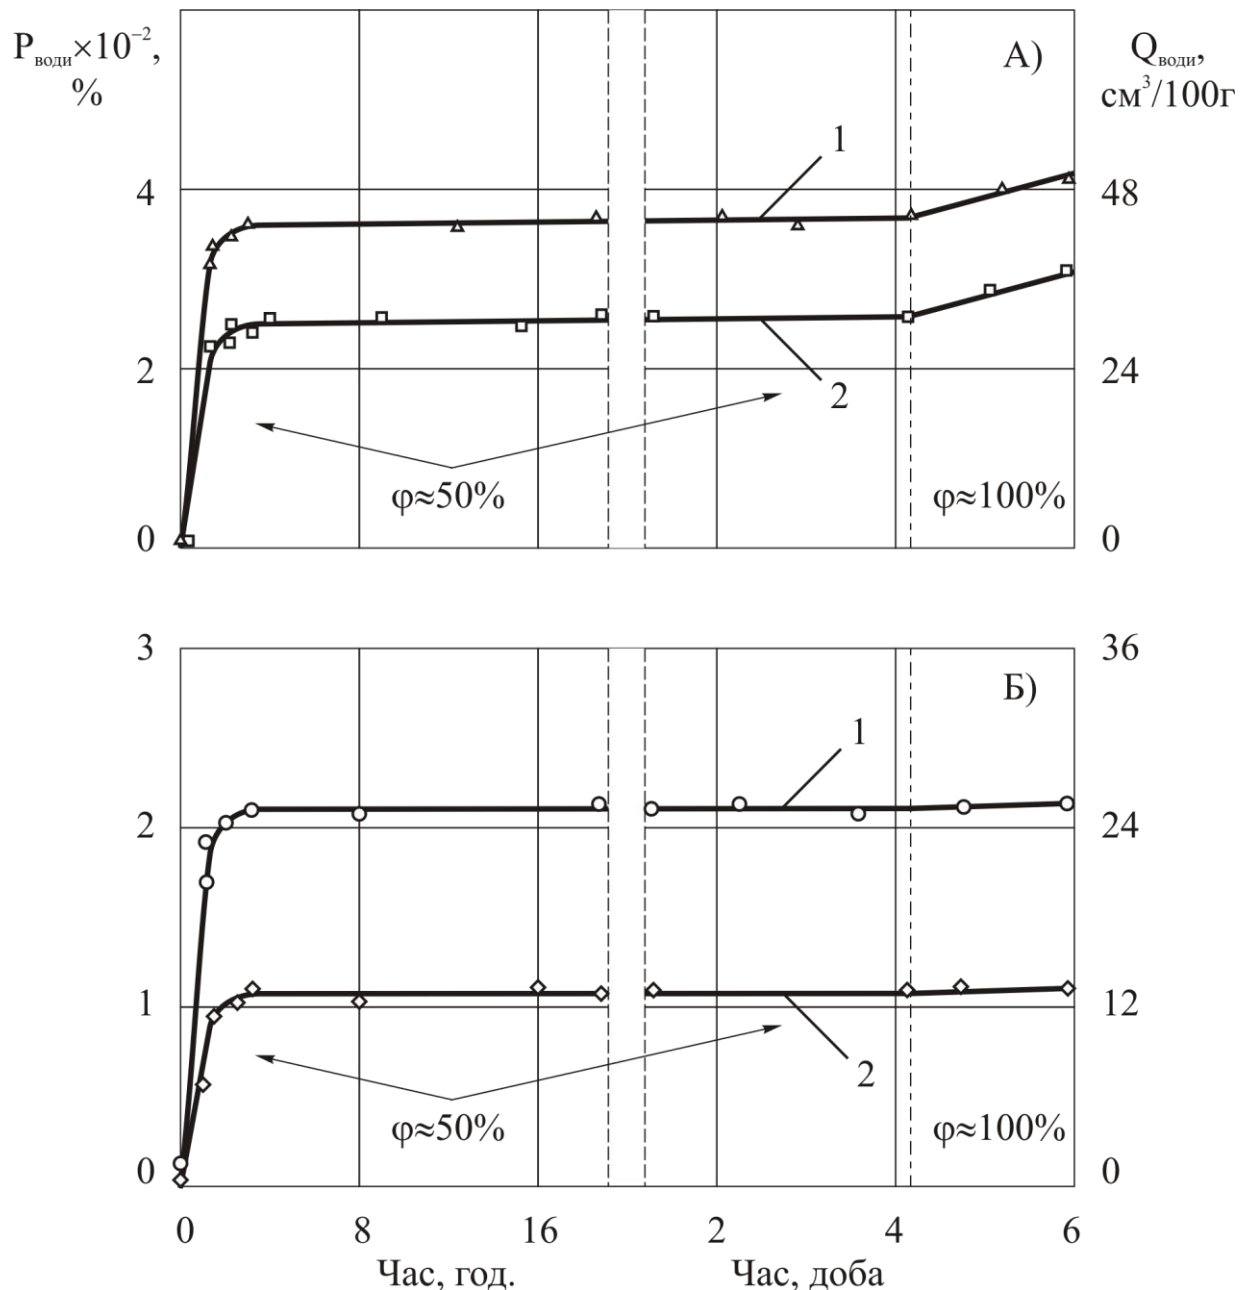 Pводи×10⁻²,
%
А)
Qводи,
см³/100г
1
4
48
2
24
2
φ≈50%
φ≈100%
0
0
3
36
Б)
1
2
24
1
12
2
φ≈50%
φ≈100%
0
0
0
8
16
2
4
6
Час, год.
Час, доба